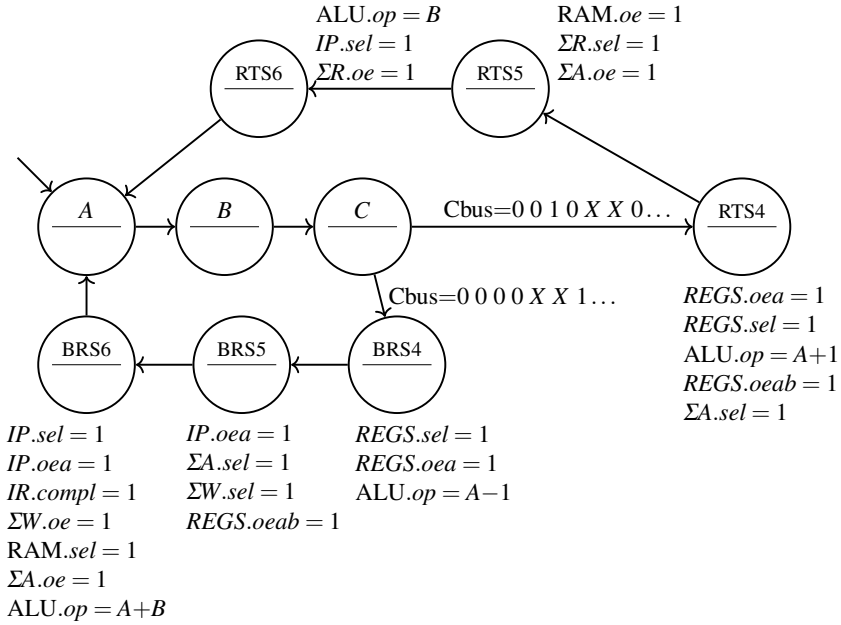 ALU.op = B
IP.sel = 1
ΣR.oe = 1
RAM.oe = 1
ΣR.sel = 1
ΣA.oe = 1
RTS6
RTS5
A
B
C
Cbus=0 0 1 0 X X 0...
RTS4
Cbus=0 0 0 0 X X 1...
REGS.oea = 1
REGS.sel = 1
ALU.op = A+1
REGS.oeab = 1
ΣA.sel = 1
BRS6
BRS5
BRS4
IP.sel = 1
IP.oea = 1
IR.compl = 1
ΣW.oe = 1
RAM.sel = 1
ΣA.oe = 1
ALU.op = A+B
IP.oea = 1
ΣA.sel = 1
ΣW.sel = 1
REGS.oeab = 1
REGS.sel = 1
REGS.oea = 1
ALU.op = A−1